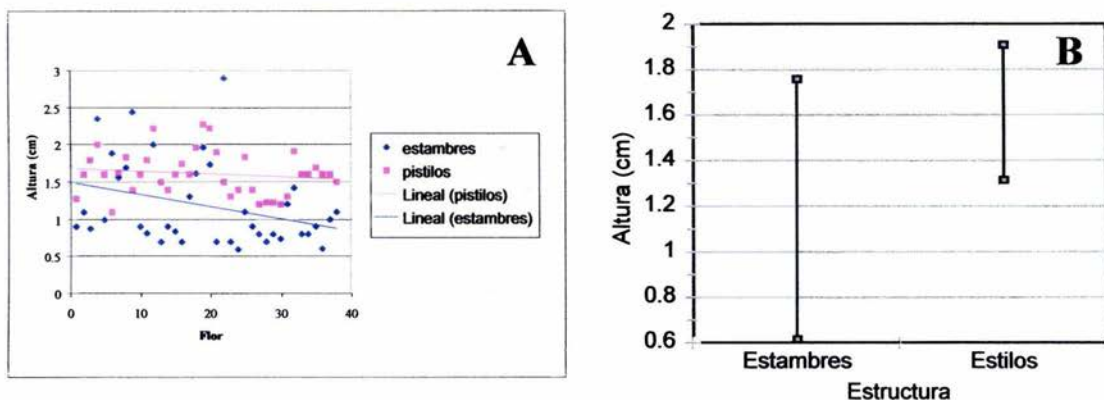 A
Altura (cm)
3
2.5
2
1.5
1
0.5
0
0
10
20
30
40
Flor
estambres
pistilos
Lineal (pistilos)
Lineal (estambres)
B
Altura (cm)
2
1.8
1.6
1.4
1.2
1
0.8
0.6
Estambres
Estilos
Estructura